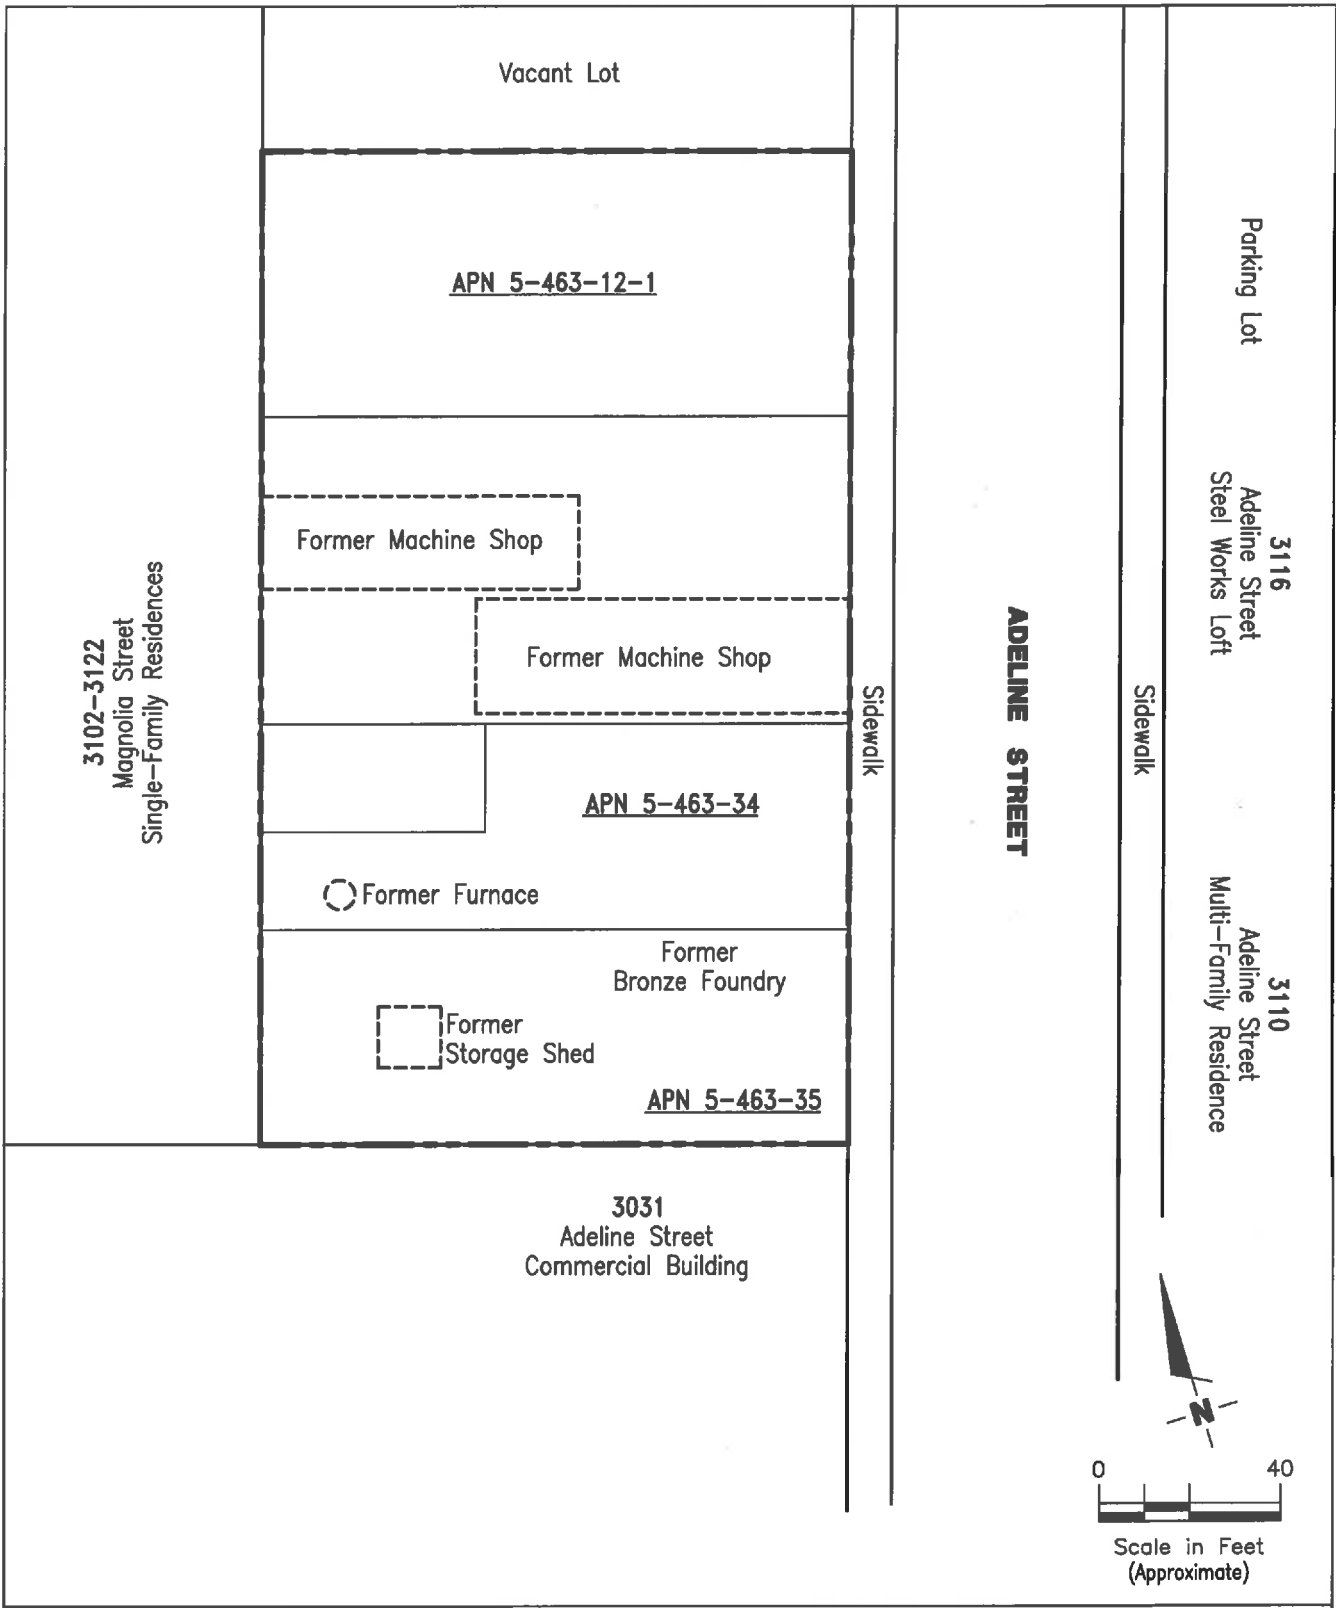 Vacant Lot
APN 5-463-12-1
Former Machine Shop
Former Machine Shop
APN 5-463-34
Former Furnace
Former
Bronze Foundry
Former
Storage Shed
APN 5-463-35
3031
Adeline Street
Commercial Building
3102-3122
Magnolia Street
Single-Family Residences
Sidewalk
ADELINE STREET
Sidewalk
Parking Lot
3116
Adeline Street
Steel Works Loft
3110
Adeline Street
Multi-Family Residence
N
0 40
Scale in Feet
(Approximate)